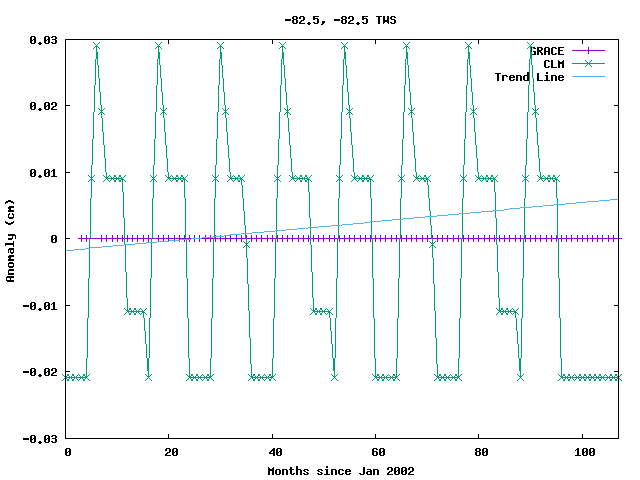 -82.5, -82.5 TWS
GRACE
CLM
Trend Line
0.03
0.02
0.01
0
-0.01
-0.02
-0.03
Anomaly (cm)
0 20 40 60 80 100
Months since Jan 2002